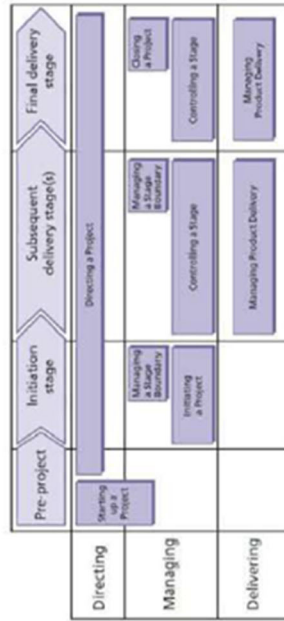 Pre-project
Initiation
stage
Subsequent
delivery stage(s)
Final delivery
stage
Directing
Directing a Project
Starting
up a
Project
Managing
Managing
a Stage
Boundary
Managing
a Stage
Boundary
Closing
a Project
Initiating
a Project
Controlling a Stage
Controlling a Stage
Delivering
Managing Product Delivery
Managing
Product Delivery